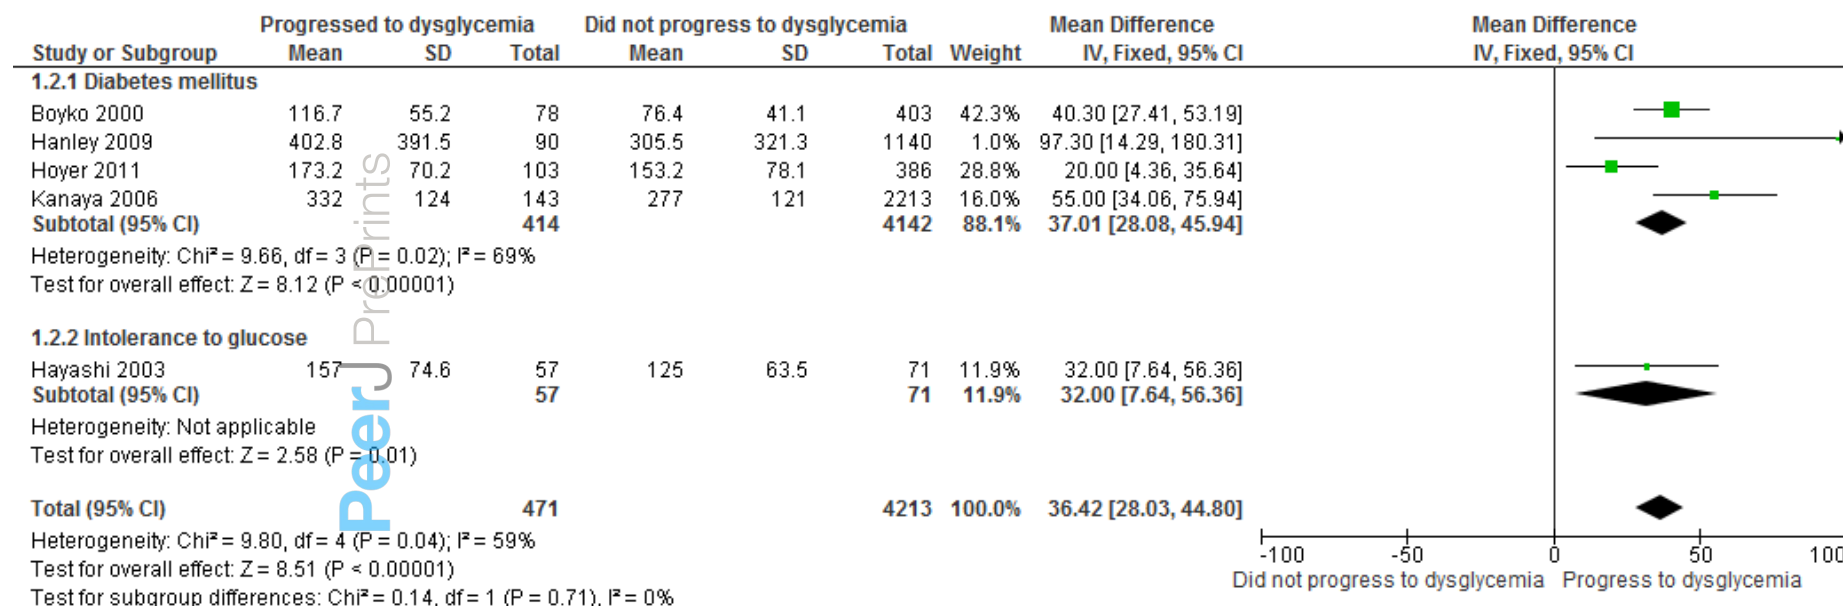 Progressed to dysglycemia Did not progress to dysglycemia Mean Difference Mean Difference
Study or Subgroup Mean SD Total Mean SD Total Weight IV, Fixed, 95% CI IV, Fixed, 95% CI
1.2.1 Diabetes mellitus
Boyko 2000 116.7 55.2 78 76.4 41.1 403 42.3% 40.30 [27.41, 53.19]
Hanley 2009 402.8 391.5 90 305.5 321.3 1140 1.0% 97.30 [14.29, 180.31]
Hoyer 2011 173.2 70.2 103 153.2 78.1 386 28.8% 20.00 [4.36, 35.64]
Kanaya 2006 332 124 143 277 121 2213 16.0% 55.00 [34.06, 75.94]
Subtotal (95% CI) 414 4142 88.1% 37.01 [28.08, 45.94]
Heterogeneity: Chi² = 9.66, df = 3 (P = 0.02); I² = 69%
Test for overall effect: Z = 8.12 (P < 0.00001)
1.2.2 Intolerance to glucose
Hayashi 2003 157 74.6 57 125 63.5 71 11.9% 32.00 [7.64, 56.36]
Subtotal (95% CI) 57 71 11.9% 32.00 [7.64, 56.36]
Heterogeneity: Not applicable
Test for overall effect: Z = 2.58 (P = 0.01)
Total (95% CI) 471 4213 100.0% 36.42 [28.03, 44.80]
Heterogeneity: Chi² = 9.80, df = 4 (P = 0.04); I² = 59%
Test for overall effect: Z = 8.51 (P < 0.00001)
Test for subgroup differences: Chi² = 0.14, df = 1 (P = 0.71), I² = 0%
-100 -50 0 50 100
Did not progress to dysglycemia Progress to dysglycemia
PeerJ PrePrints